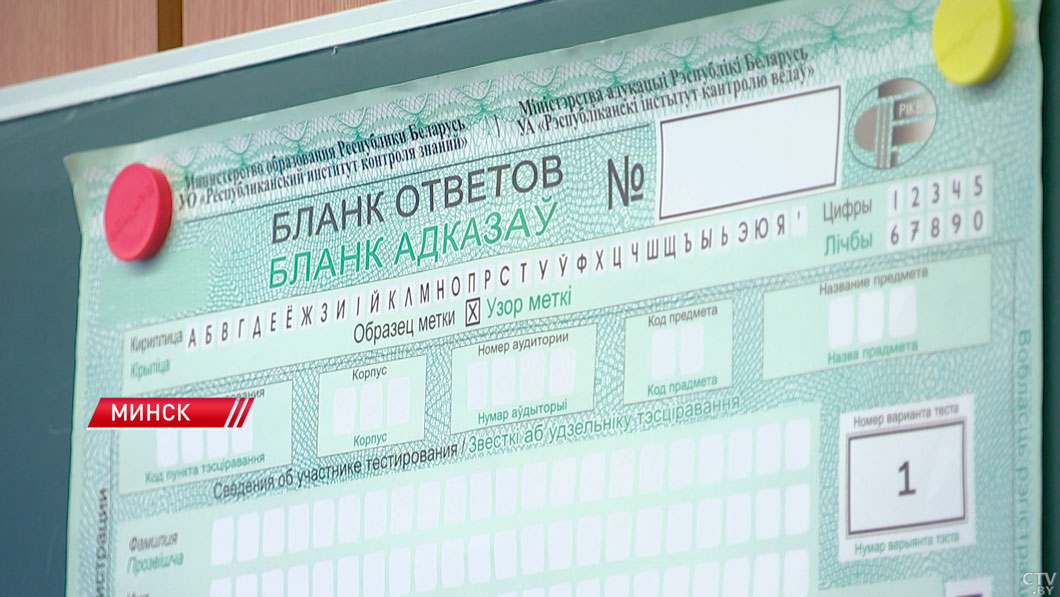 Министерство образования Республики Беларусь
УО «Республиканский институт контроля знаний»
Міністэрства адукацыі Рэспублікі Беларусь
УА «Рэспубліканскі інстытут кантролю ведаў»
РІКВ
БЛАНК ОТВЕТОВ
БЛАНК АДКАЗАЎ
№
Цифры 1 2 3 4 5
Лічбы 6 7 8 9 0
Кириллица А Б В Г Д Е Ё Ж З И І Й К Л М Н О П Р С Т У Ў Ф Х Ц Ч Ш Щ Ъ Ы Ь Э Ю Я '
Кірыліца
Образец метки X Узор меткі
Код пункта тэсціравання
Корпус
Корпус
Номер аудитории
Нумар аўдыторыі
Код предмета
Код прадмета
Название предмета
Назва прадмета
МИНСК
Сведения об участнике тестирования / Звесткі аб удзельніку тэсціравання
Номер варианта теста
1
Нумар варыянта тэста
Фамилия
Прозвішча
Вобласць рэгістр
CTV
.BY